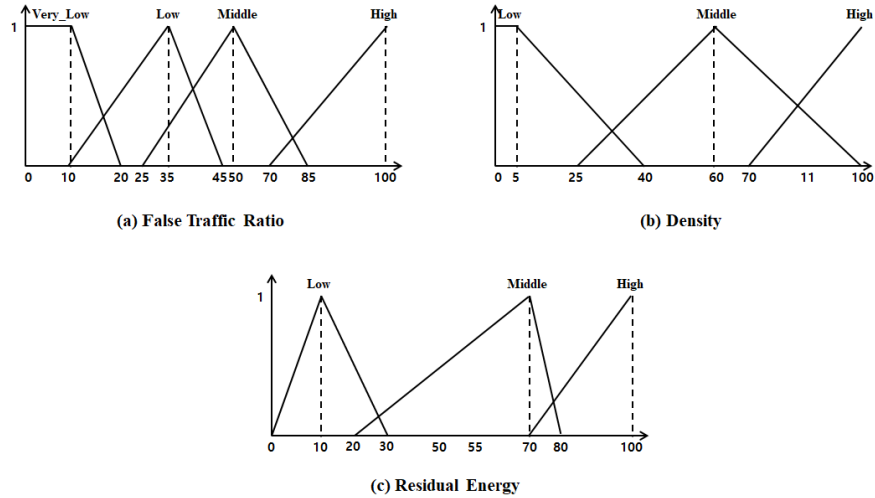 Very_Low Low Middle High
1
0 10 20 25 35 4550 70 85 100
(a) False Traffic Ratio
Low Middle High
1
0 5 25 40 60 70 11 100
(b) Density
Low Middle High
1
0 10 20 30 50 55 70 80 100
(c) Residual Energy